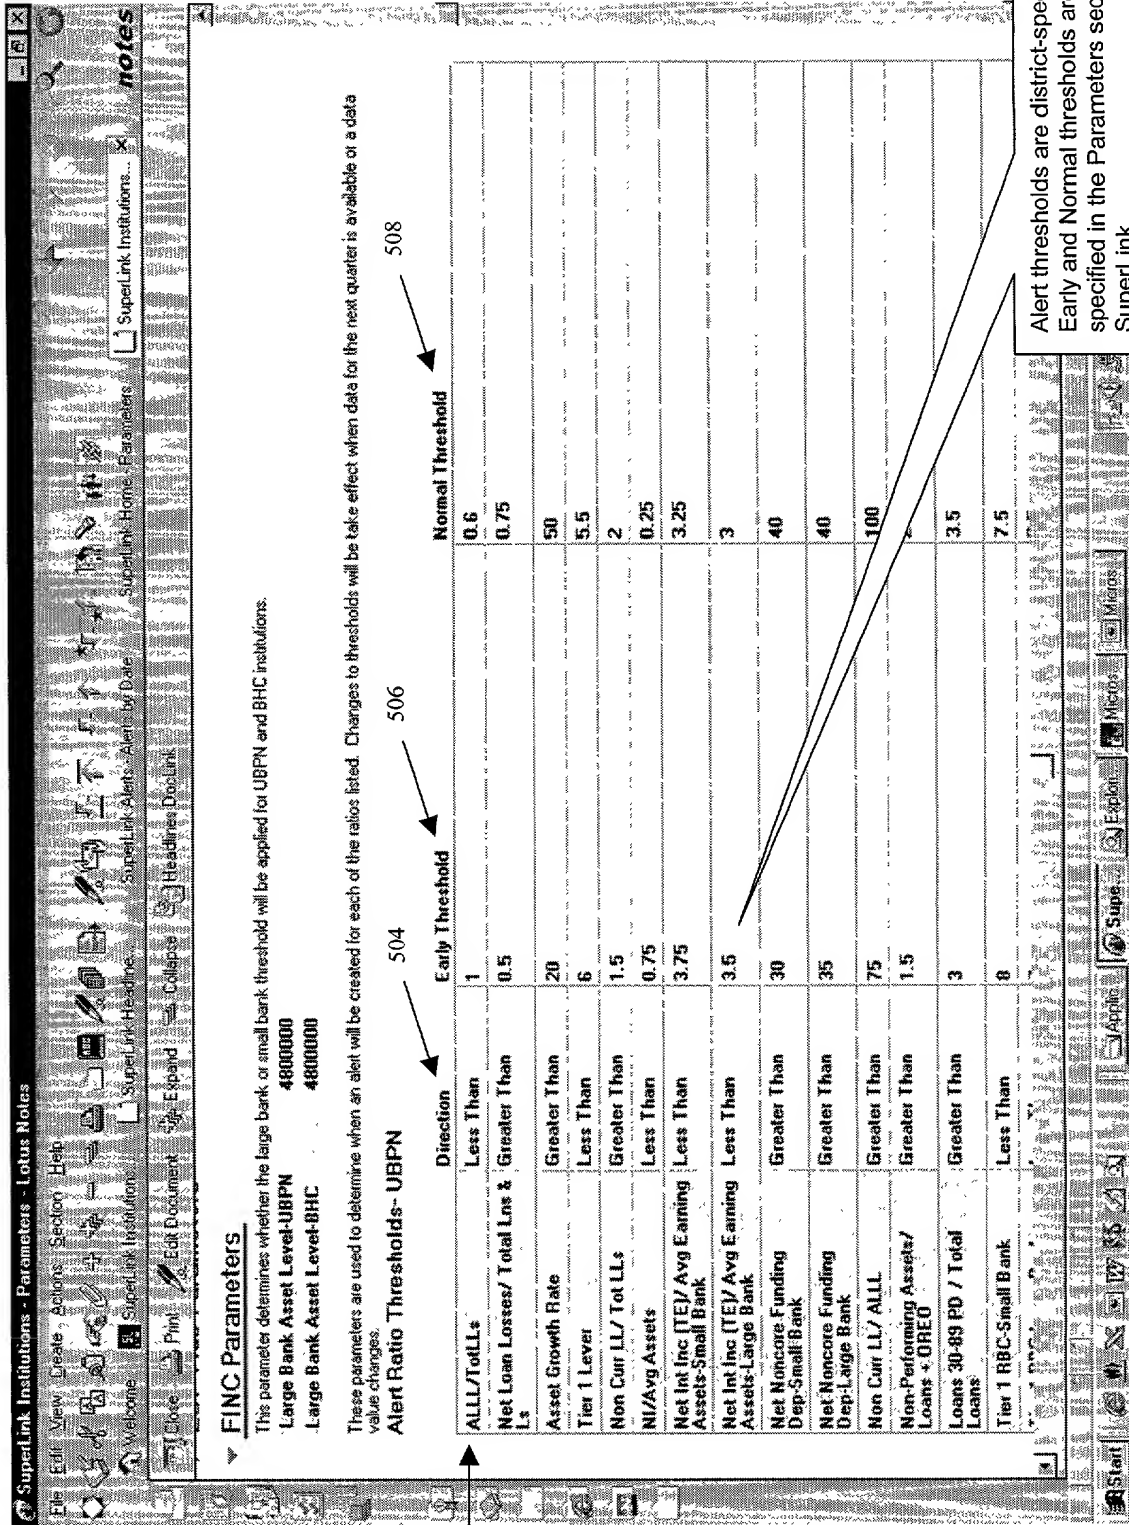 SuperLink Institutions - Parameters - Lotus Notes
File Edit View Create Actions Section Help
notes
Welcome
SuperLink Institutions
SuperLink Headline...
SuperLink Alerts - Alerts by Date
SuperLink Home - Parameters
SuperLink Institutions...
Close Print Edit Document Expand Collapse Headlines DocLink
FINC Parameters
This parameter determines whether the large bank or small bank threshold will be applied for UBPN and BHC institutions.
Large Bank Asset Level-UBPN 4800000
Large Bank Asset Level-BHC 4800000
These parameters are used to determine when an alert will be created for each of the ratios listed. Changes to thresholds will be take effect when data for the next quarter is available or a data
value changes.
Alert Ratio Thresholds-- UBPN
504
506
508
Direction Early Threshold Normal Threshold
ALLL/TotLLs Less Than 1 0.6
Net Loan Losses/ Total Lns & Greater Than 0.5 0.75
Ls
Asset Growth Rate Greater Than 20 50
Tier 1 Lever Less Than 6 5.5
Non Curr LL/ Tot LLs Greater Than 1.5 2
NI/Avg Assets Less Than 0.75 0.25
Net Int Inc (TE)/ Avg Earning Less Than 3.75 3.25
Assets-Small Bank
Net Int Inc (TE)/ Avg Earning Less Than 3.5 3
Assets-Large Bank
Net Noncore Funding Greater Than 30 40
Dep-Small Bank
Net Noncore Funding Greater Than 35 40
Dep-Large Bank
Non Curr LL/ ALLL Greater Than 75 100
Non-Peforming Assets/ Greater Than 1.5
Loans + OREO
Loans 30-89 PD / Total Greater Than 3 3.5
Loans
Tier 1 RBC-Small Bank Less Than 8 7.5
Alert thresholds are district-spe
Early and Normal thresholds ar
specified in the Parameters sec
SuperLink
Start
Applic...
Supe...
Explori...
Micros...
Micros...